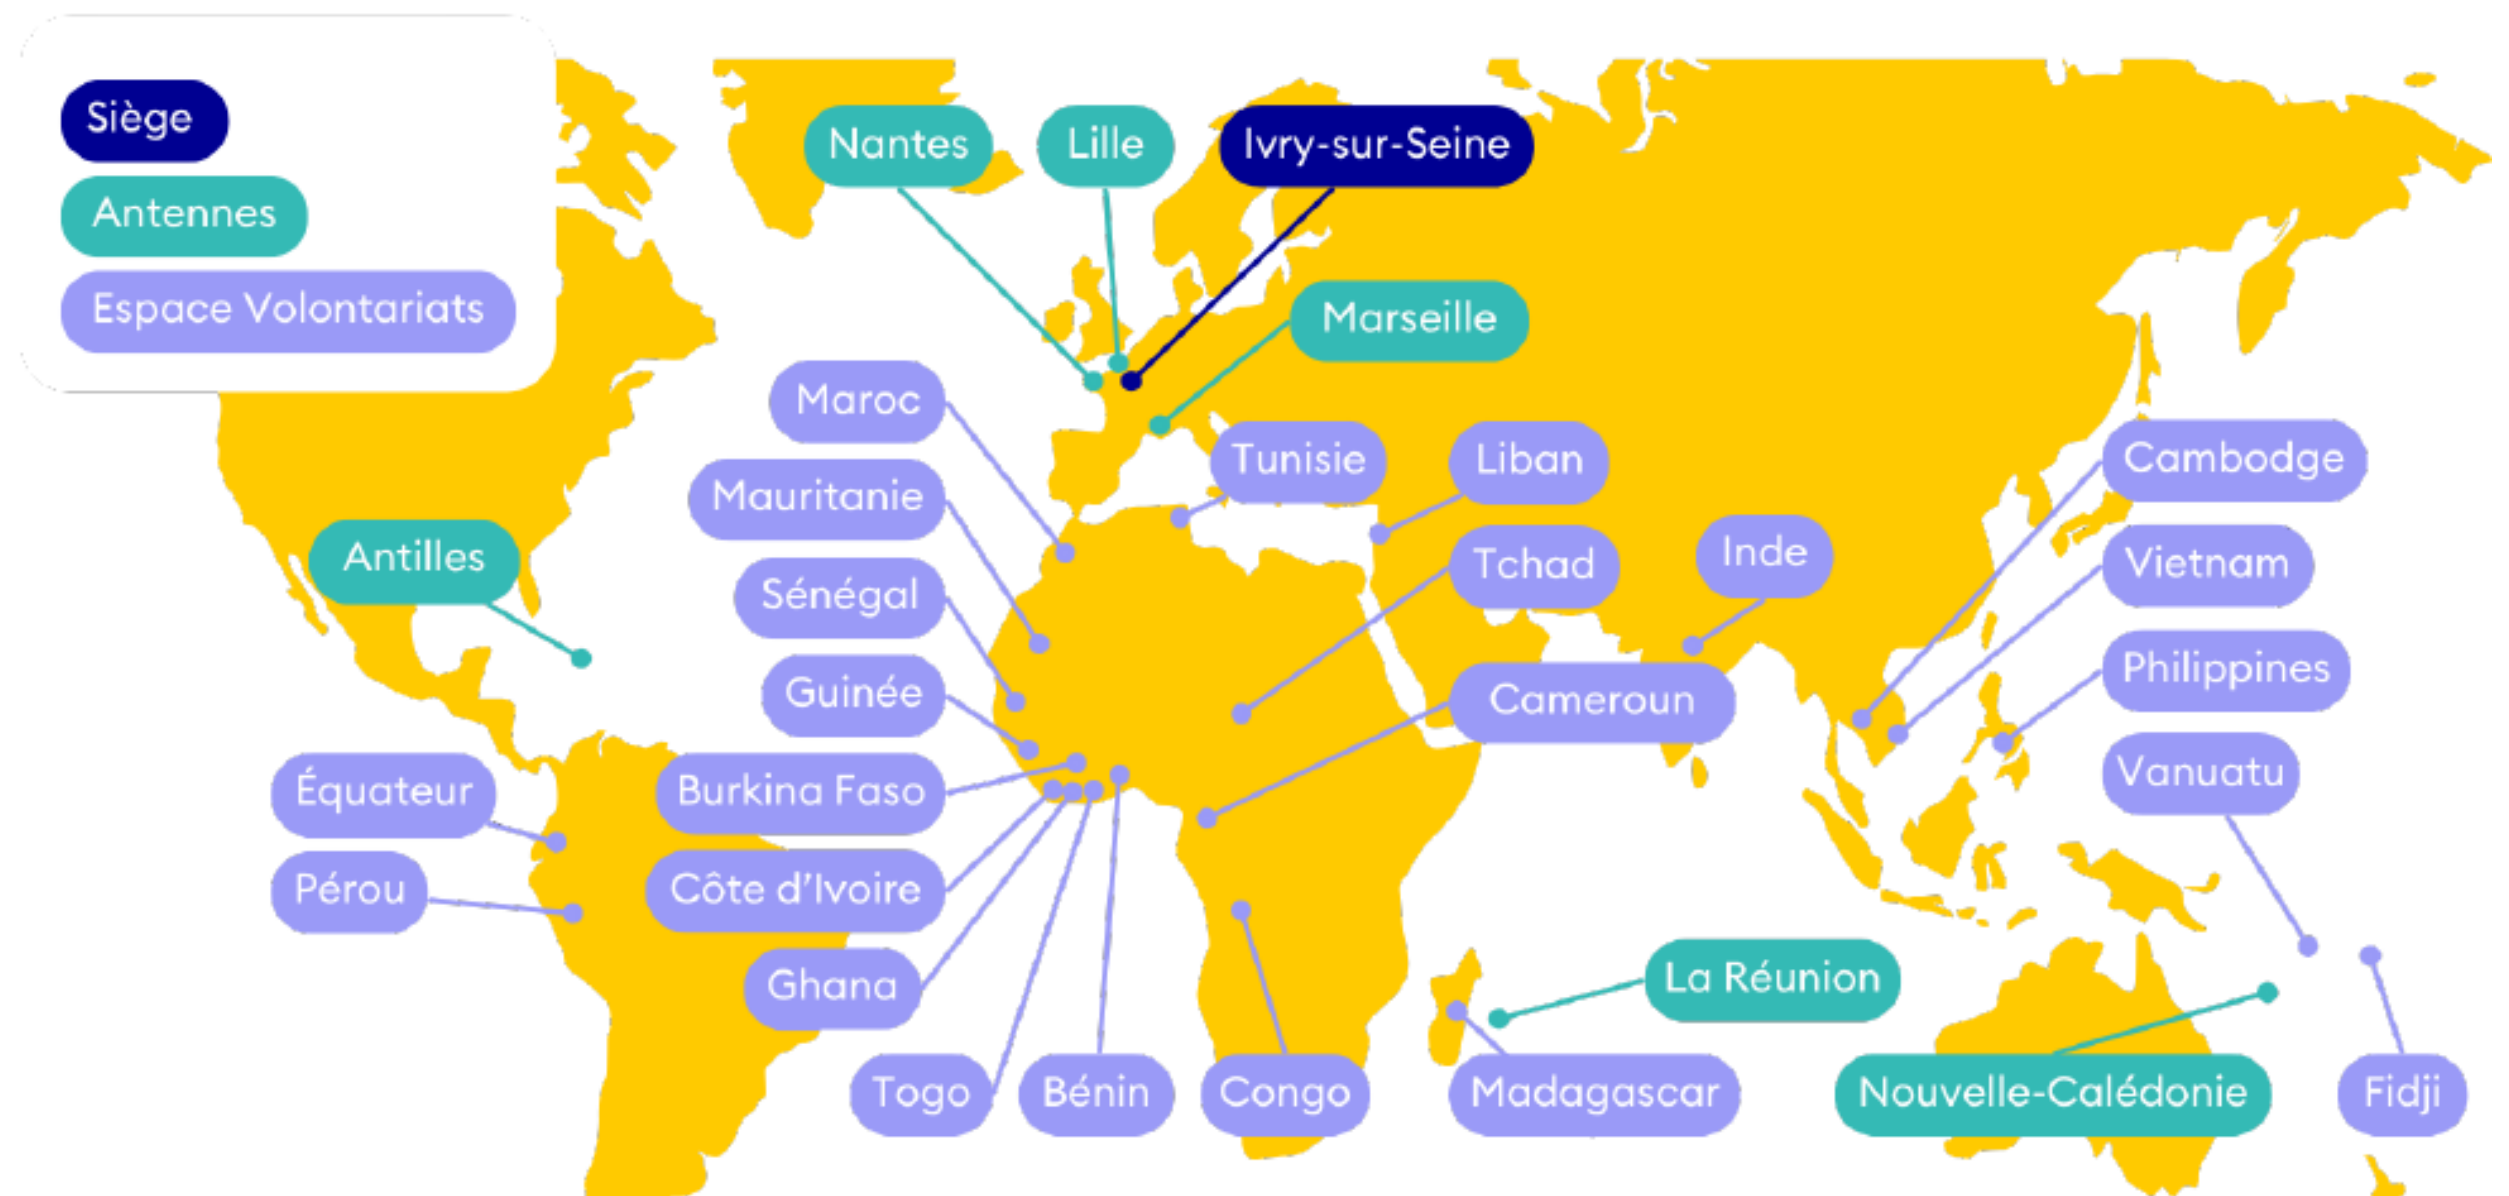 Siège
Antennes
Espace Volontariats
Nantes
Lille
Ivry-sur-Seine
Marseille
Maroc
Mauritanie
Sénégal
Guinée
Burkina Faso
Côte d'Ivoire
Ghana
Togo
Bénin
Congo
Tunisie
Liban
Tchad
Inde
Cameroun
Cambodge
Vietnam
Philippines
Vanuatu
Antilles
Équateur
Pérou
La Réunion
Madagascar
Nouvelle-Calédonie
Fidji